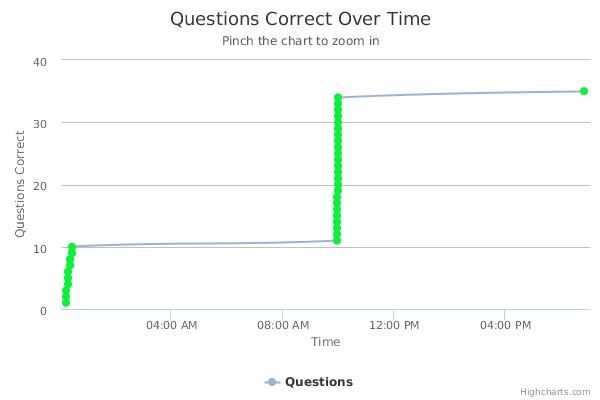 Questions Correct Over Time
Pinch the chart to zoom in
Questions Correct
40
30
20
10
0
04:00 AM
08:00 AM
12:00 PM
04:00 PM
Time
Questions
Highcharts.com